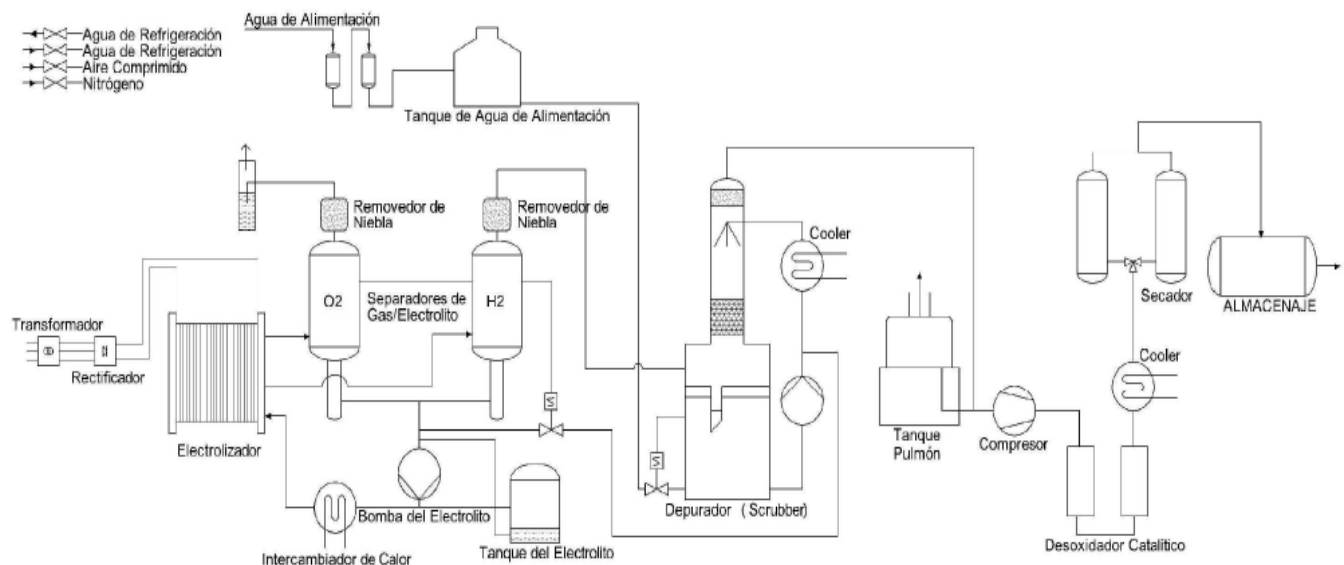 Agua de Alimentación
Agua de Refrigeración
Agua de Refrigeración
Aire Comprimido
Nitrógeno
Tanque de Agua de Alimentación
Removedor de
Niebla
Removedor de
Niebla
Cooler
O2
H2
Separadores de
Gas/Electrolito
Secador
ALMACENAJE
Transformador
Rectificador
Cooler
Electrolizador
Tanque
Pulmón
Compresor
Bomba del Electrolito
Depurador ( Scrubber)
Tanque del Electrolito
Intercambiador de Calor
Desoxidador Catalítico